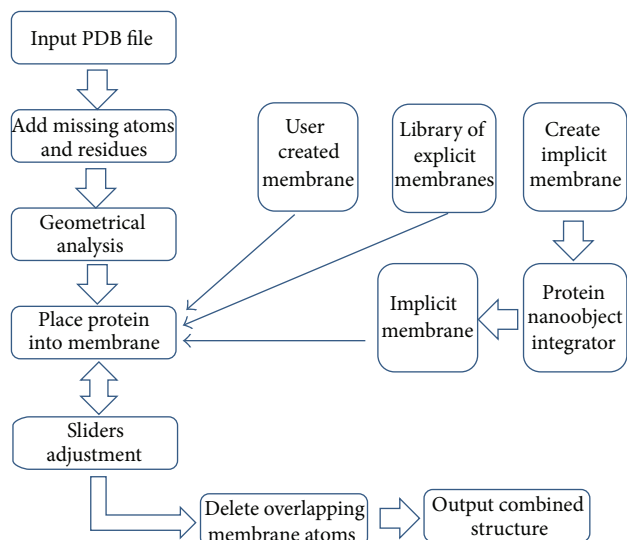 Input PDB file
Add missing atoms
and residues
Geometrical
analysis
Place protein
into membrane
Sliders
adjustment
User
created
membrane
Library of
explicit
membranes
Create
implicit
membrane
Implicit
membrane
Protein
nanoobject
integrator
Delete overlapping
membrane atoms
Output combined
structure